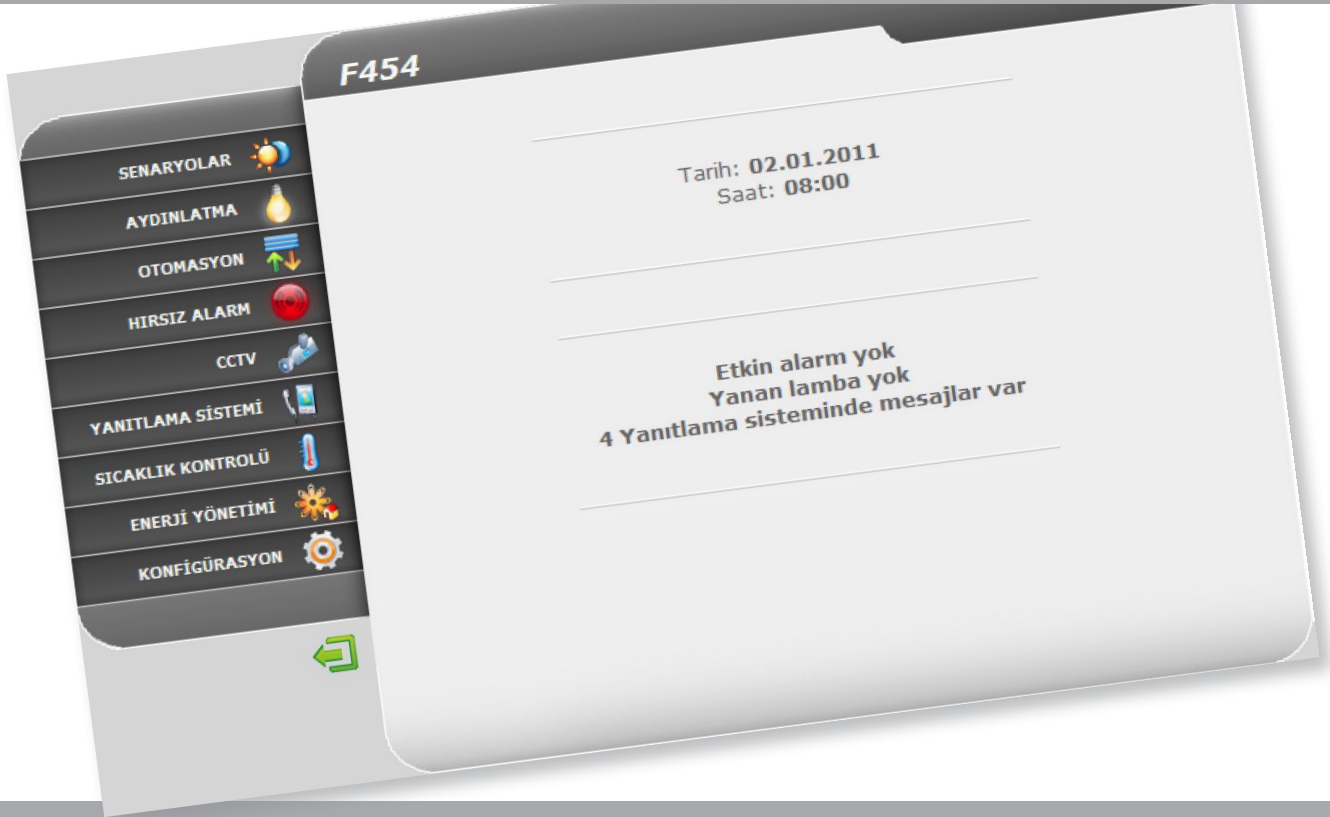 F454
SENARYOLAR
AYDINLATMA
OTOMASYON
HIRSIZ ALARM
CCTV
YANITLAMA SİSTEMİ
SICAKLIK KONTROLÜ
ENERJİ YÖNETİMİ
KONFİGÜRASYON
Tarih: 02.01.2011
Saat: 08:00
Etkin alarm yok
Yanan lamba yok
4 Yanıtlama sisteminde mesajlar var